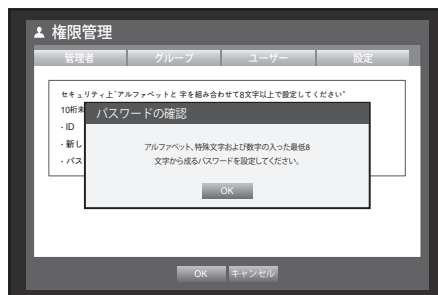 権限管理
管理者 グループ ユーザー 設定
セキュリティ上"アルファベットと字を組み合わせて8文字以上で設定してください"
10桁未
- ID
- 新し
- パス
パスワードの確認
アルファベット、特殊文字および数字の入った最低8
文字から成るパスワードを設定してください。
OK
OK キャンセル